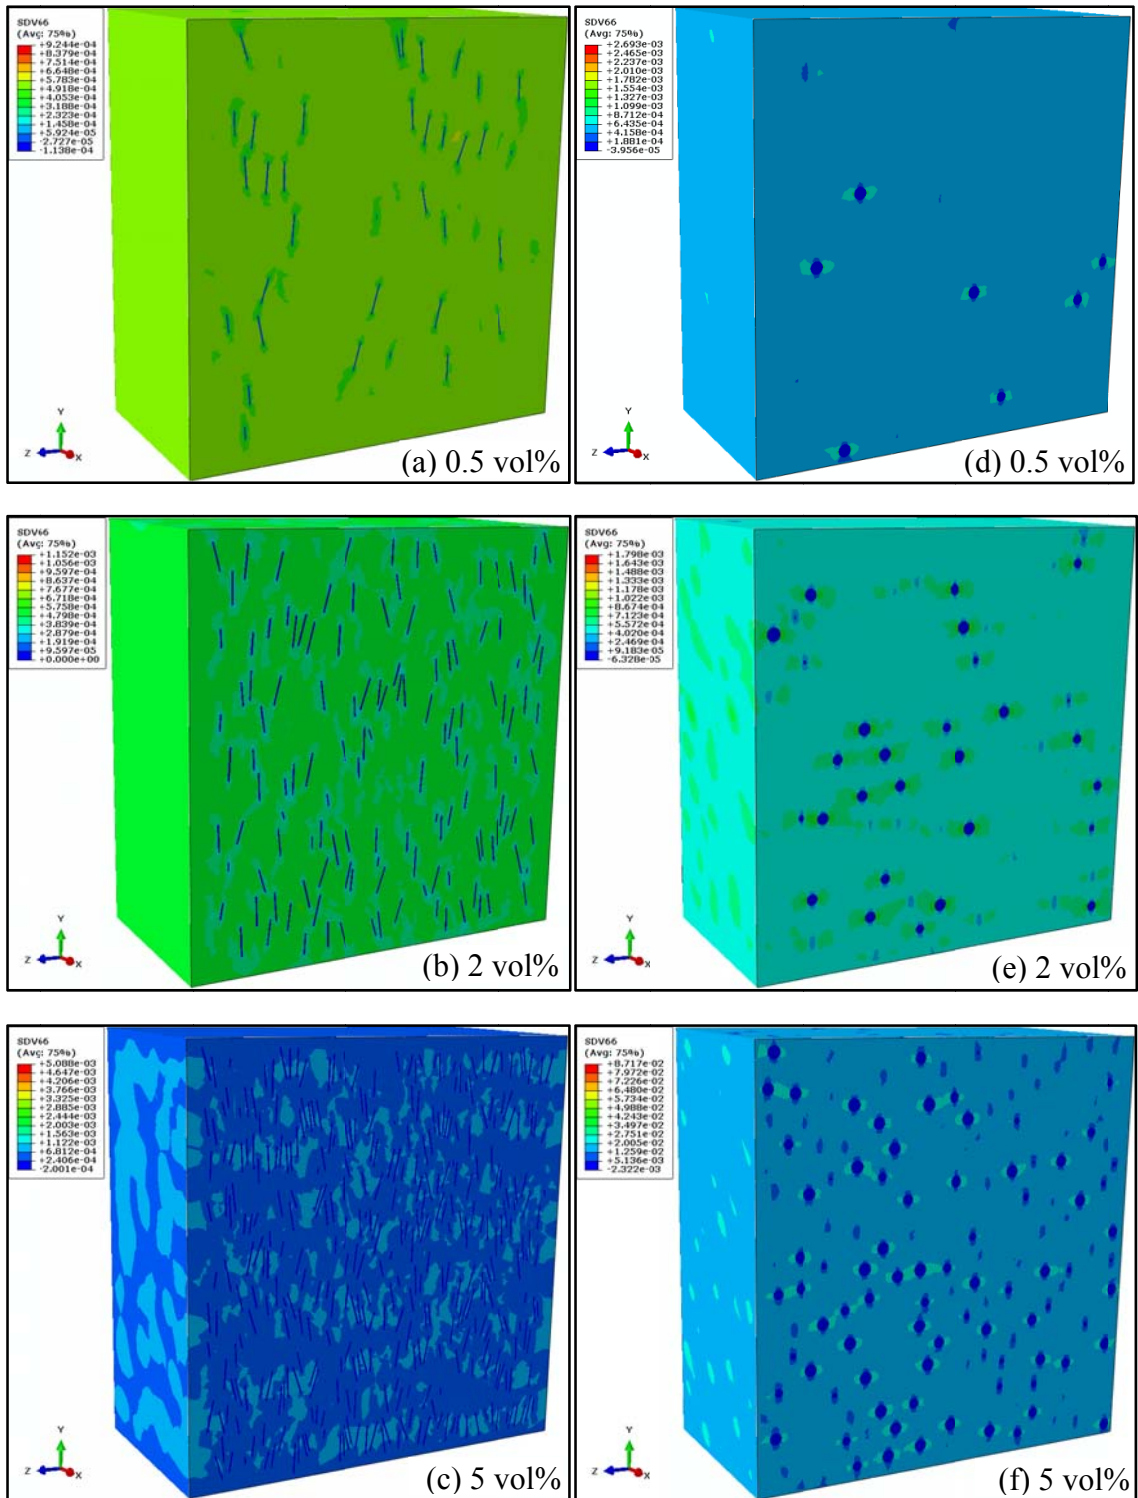 SDV66
(Avg: 75%)
+9.244e-04
+8.379e-04
+7.514e-04
+6.648e-04
+5.783e-04
+4.918e-04
+4.053e-04
+3.188e-04
+2.323e-04
+1.458e-04
+5.924e-05
-2.727e-05
-1.138e-04
Y
Z
X
(a) 0.5 vol%
SDV66
(Avg: 75%)
+2.693e-03
+2.465e-03
+2.237e-03
+2.010e-03
+1.782e-03
+1.554e-03
+1.327e-03
+1.099e-03
+8.712e-04
+6.435e-04
+4.158e-04
+1.881e-04
-3.956e-05
Y
Z
X
(d) 0.5 vol%
SDV66
(Avg: 75%)
+1.152e-03
+1.056e-03
+9.597e-04
+8.637e-04
+7.677e-04
+6.718e-04
+5.758e-04
+4.798e-04
+3.839e-04
+2.879e-04
+1.919e-04
+9.597e-05
+0.000e+00
Y
Z
X
(b) 2 vol%
SDV66
(Avg: 75%)
+1.798e-03
+1.643e-03
+1.488e-03
+1.333e-03
+1.178e-03
+1.022e-03
+8.674e-04
+7.123e-04
+5.572e-04
+4.020e-04
+2.469e-04
+9.183e-05
-6.328e-05
Y
Z
X
(e) 2 vol%
SDV66
(Avg: 75%)
+5.088e-03
+4.647e-03
+4.206e-03
+3.766e-03
+3.325e-03
+2.885e-03
+2.444e-03
+2.003e-03
+1.563e-03
+1.122e-03
+6.812e-04
+2.406e-04
-2.001e-04
Y
Z
X
(c) 5 vol%
SDV66
(Avg: 75%)
+8.717e-02
+7.972e-02
+7.226e-02
+6.480e-02
+5.734e-02
+4.988e-02
+4.243e-02
+3.497e-02
+2.751e-02
+2.005e-02
+1.259e-02
+5.136e-03
-2.322e-03
Y
Z
X
(f) 5 vol%